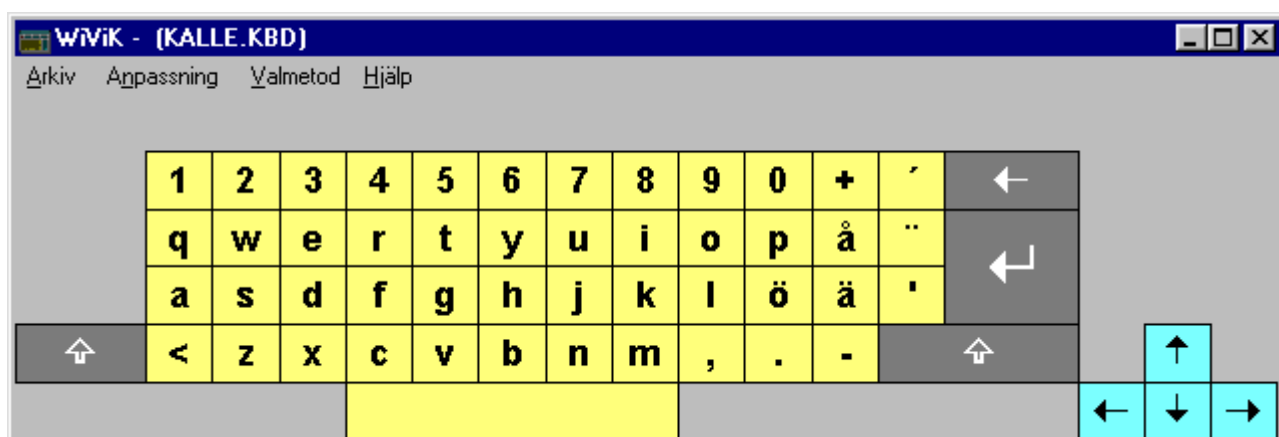 WiViK - (KALLE.KBD)
Arkiv Anpassning Valmetod Hjälp
1 2 3 4 5 6 7 8 9 0 + ´ ←
q w e r t y u i o p å ¨ ↵
a s d f g h j k l ö ä '
⇧ < z x c v b n m , . - ⇧ ↑
← ↓ →